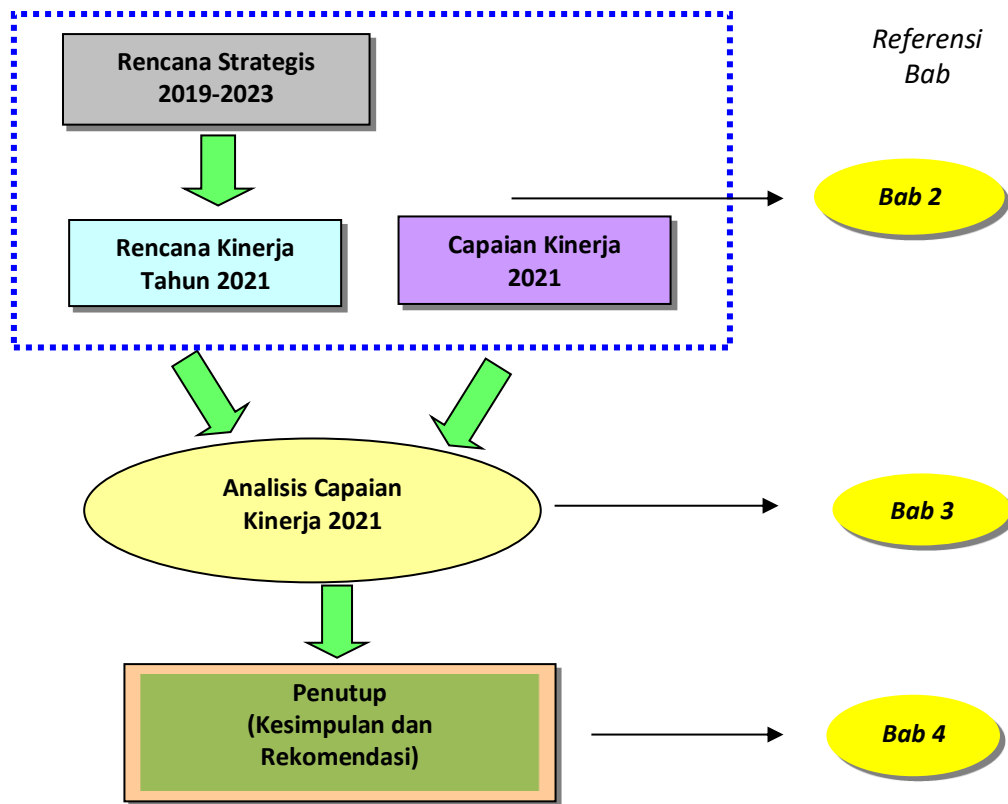 Rencana Strategis
2019-2023
Referensi
Bab
Bab 2
Rencana Kinerja
Tahun 2021
Capaian Kinerja
2021
Analisis Capaian
Kinerja 2021
Bab 3
Penutup
(Kesimpulan dan
Rekomendasi)
Bab 4